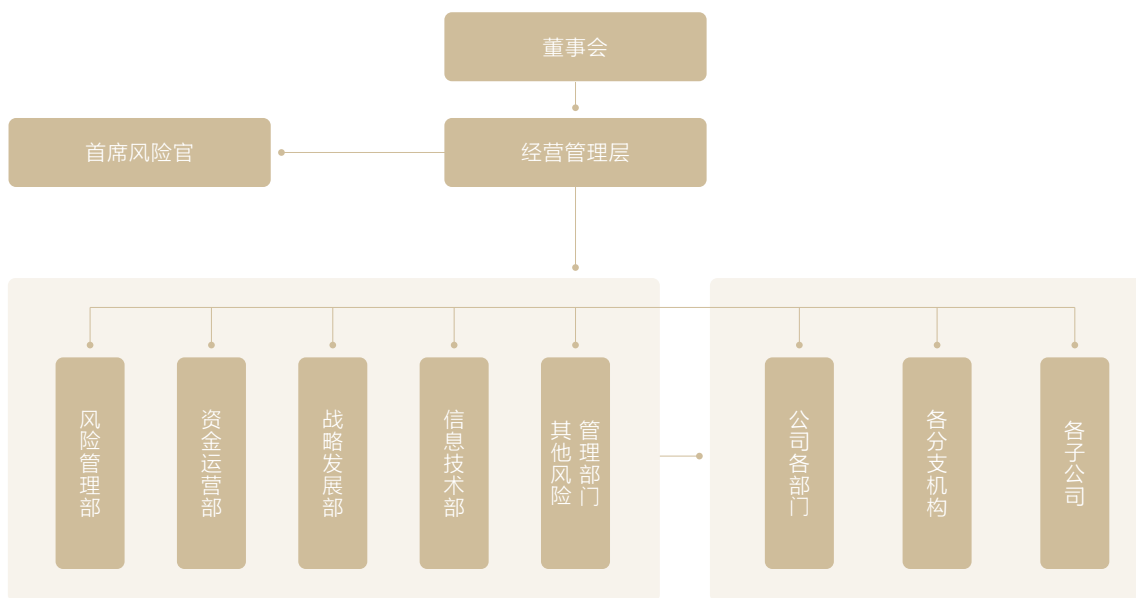 董事会
首席风险官
经营管理层
风险管理部
资金运营部
战略发展部
信息技术部
其他风险
管理部门
公司各部门
各分支机构
各子公司